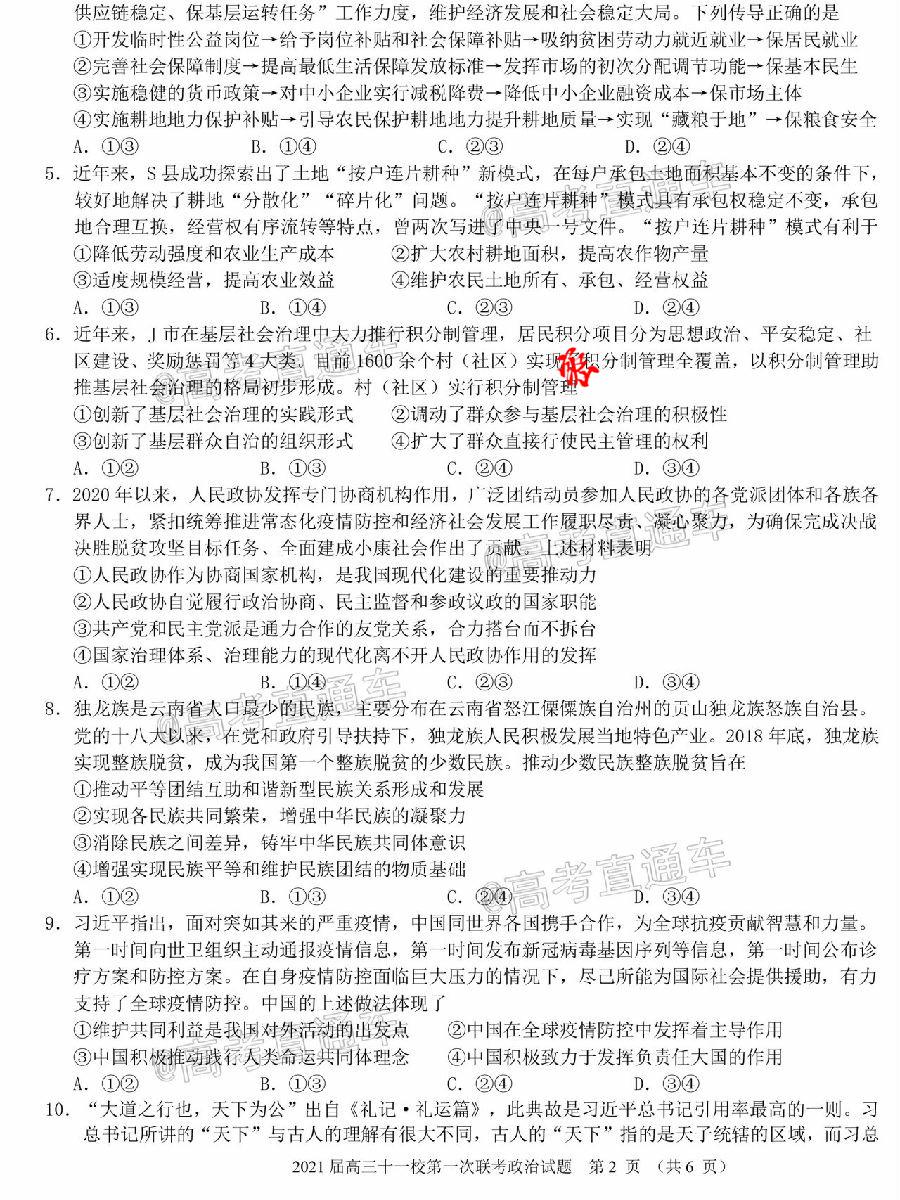 供应链稳定、保基层运转任务”工作力度，维护经济发展和社会稳定大局。下列传导正确的是
①开发临时性公益岗位→给予岗位补贴和社会保障补贴→吸纳贫困劳动力就近就业→保居民就业
②完善社会保障制度→提高最低生活保障发放标准→发挥市场的初次分配调节功能→保基本民生
③实施稳健的货币政策→对中小企业实行减税降费→降低中小企业融资成本→保市场主体
④实施耕地地力保护补贴→引导农民保护耕地地力提升耕地质量→实现“藏粮于地”→保粮食安全
A．①③ B．①④ C．②③ D．②④
5．近年来，S县成功探索出了土地“按户连片耕种”新模式，在每户承包土地面积基本不变的条件下，
较好地解决了耕地“分散化”“碎片化”问题。“按户连片耕种”模式具有承包权稳定不变，承包
地合理互换，经营权有序流转等特点，曾两次写进了中央一号文件。“按户连片耕种”模式有利于
①降低劳动强度和农业生产成本 ②扩大农村耕地面积，提高农作物产量
③适度规模经营，提高农业效益 ④维护农民土地所有、承包、经营权益
A．①③ B．①④ C．②③ D．②④
6．近年来，J市在基层社会治理中大力推行积分制管理，居民积分项目分为思想政治、平安稳定、社
区建设、奖励惩罚等4大类。目前1600余个村（社区）实现 积分制管理全覆盖，以积分制管理助
推基层社会治理的格局初步形成。村（社区）实行积分制管理
①创新了基层社会治理的实践形式 ②调动了群众参与基层社会治理的积极性
③创新了基层群众自治的组织形式 ④扩大了群众直接行使民主管理的权利
A．①② B．①③ C．②④ D．③④
7．2020年以来，人民政协发挥专门协商机构作用，广泛团结动员参加人民政协的各党派团体和各族各
界人士，紧扣统筹推进常态化疫情防控和经济社会发展工作履职尽责、凝心聚力，为确保完成决战
决胜脱贫攻坚目标任务、全面建成小康社会作出了贡献。上述材料表明
①人民政协作为协商国家机构，是我国现代化建设的重要推动力
②人民政协自觉履行政治协商、民主监督和参政议政的国家职能
③共产党和民主党派是通力合作的友党关系，合力搭台而不拆台
④国家治理体系、治理能力的现代化离不开人民政协作用的发挥
A．①② B．①④ C．②③ D．③④
8．独龙族是云南省人口最少的民族，主要分布在云南省怒江傈僳族自治州的贡山独龙族怒族自治县。
党的十八大以来，在党和政府引导扶持下，独龙族人民积极发展当地特色产业。2018年底，独龙族
实现整族脱贫，成为我国第一个整族脱贫的少数民族。推动少数民族整族脱贫旨在
①推动平等团结互助和谐新型民族关系形成和发展
②实现各民族共同繁荣，增强中华民族的凝聚力
③消除民族之间差异，铸牢中华民族共同体意识
④增强实现民族平等和维护民族团结的物质基础
A．①② B．①③ C．②④ D．③④
9．习近平指出，面对突如其来的严重疫情，中国同世界各国携手合作，为全球抗疫贡献智慧和力量。
第一时间向世卫组织主动通报疫情信息，第一时间发布新冠病毒基因序列等信息，第一时间公布诊
疗方案和防控方案。在自身疫情防控面临巨大压力的情况下，尽己所能为国际社会提供援助，有力
支持了全球疫情防控。中国的上述做法体现了
①维护共同利益是我国对外活动的出发点 ②中国在全球疫情防控中发挥着主导作用
③中国积极推动践行人类命运共同体理念 ④中国积极致力于发挥负责任大国的作用
A．①② B．①③ C．②④ D．③④
10．“大道之行也，天下为公”出自《礼记·礼运篇》，此典故是习近平总书记引用率最高的一则。习
总书记所讲的“天下”与古人的理解有很大不同，古人的“天下”指的是天子统辖的区域，而习总
2021届高三十一校第一次联考政治试题 第2页 （共6页）
@高考直通车
@高考直通车
@高考直通车
@高考直通车
@高考直通车
@高考直通车